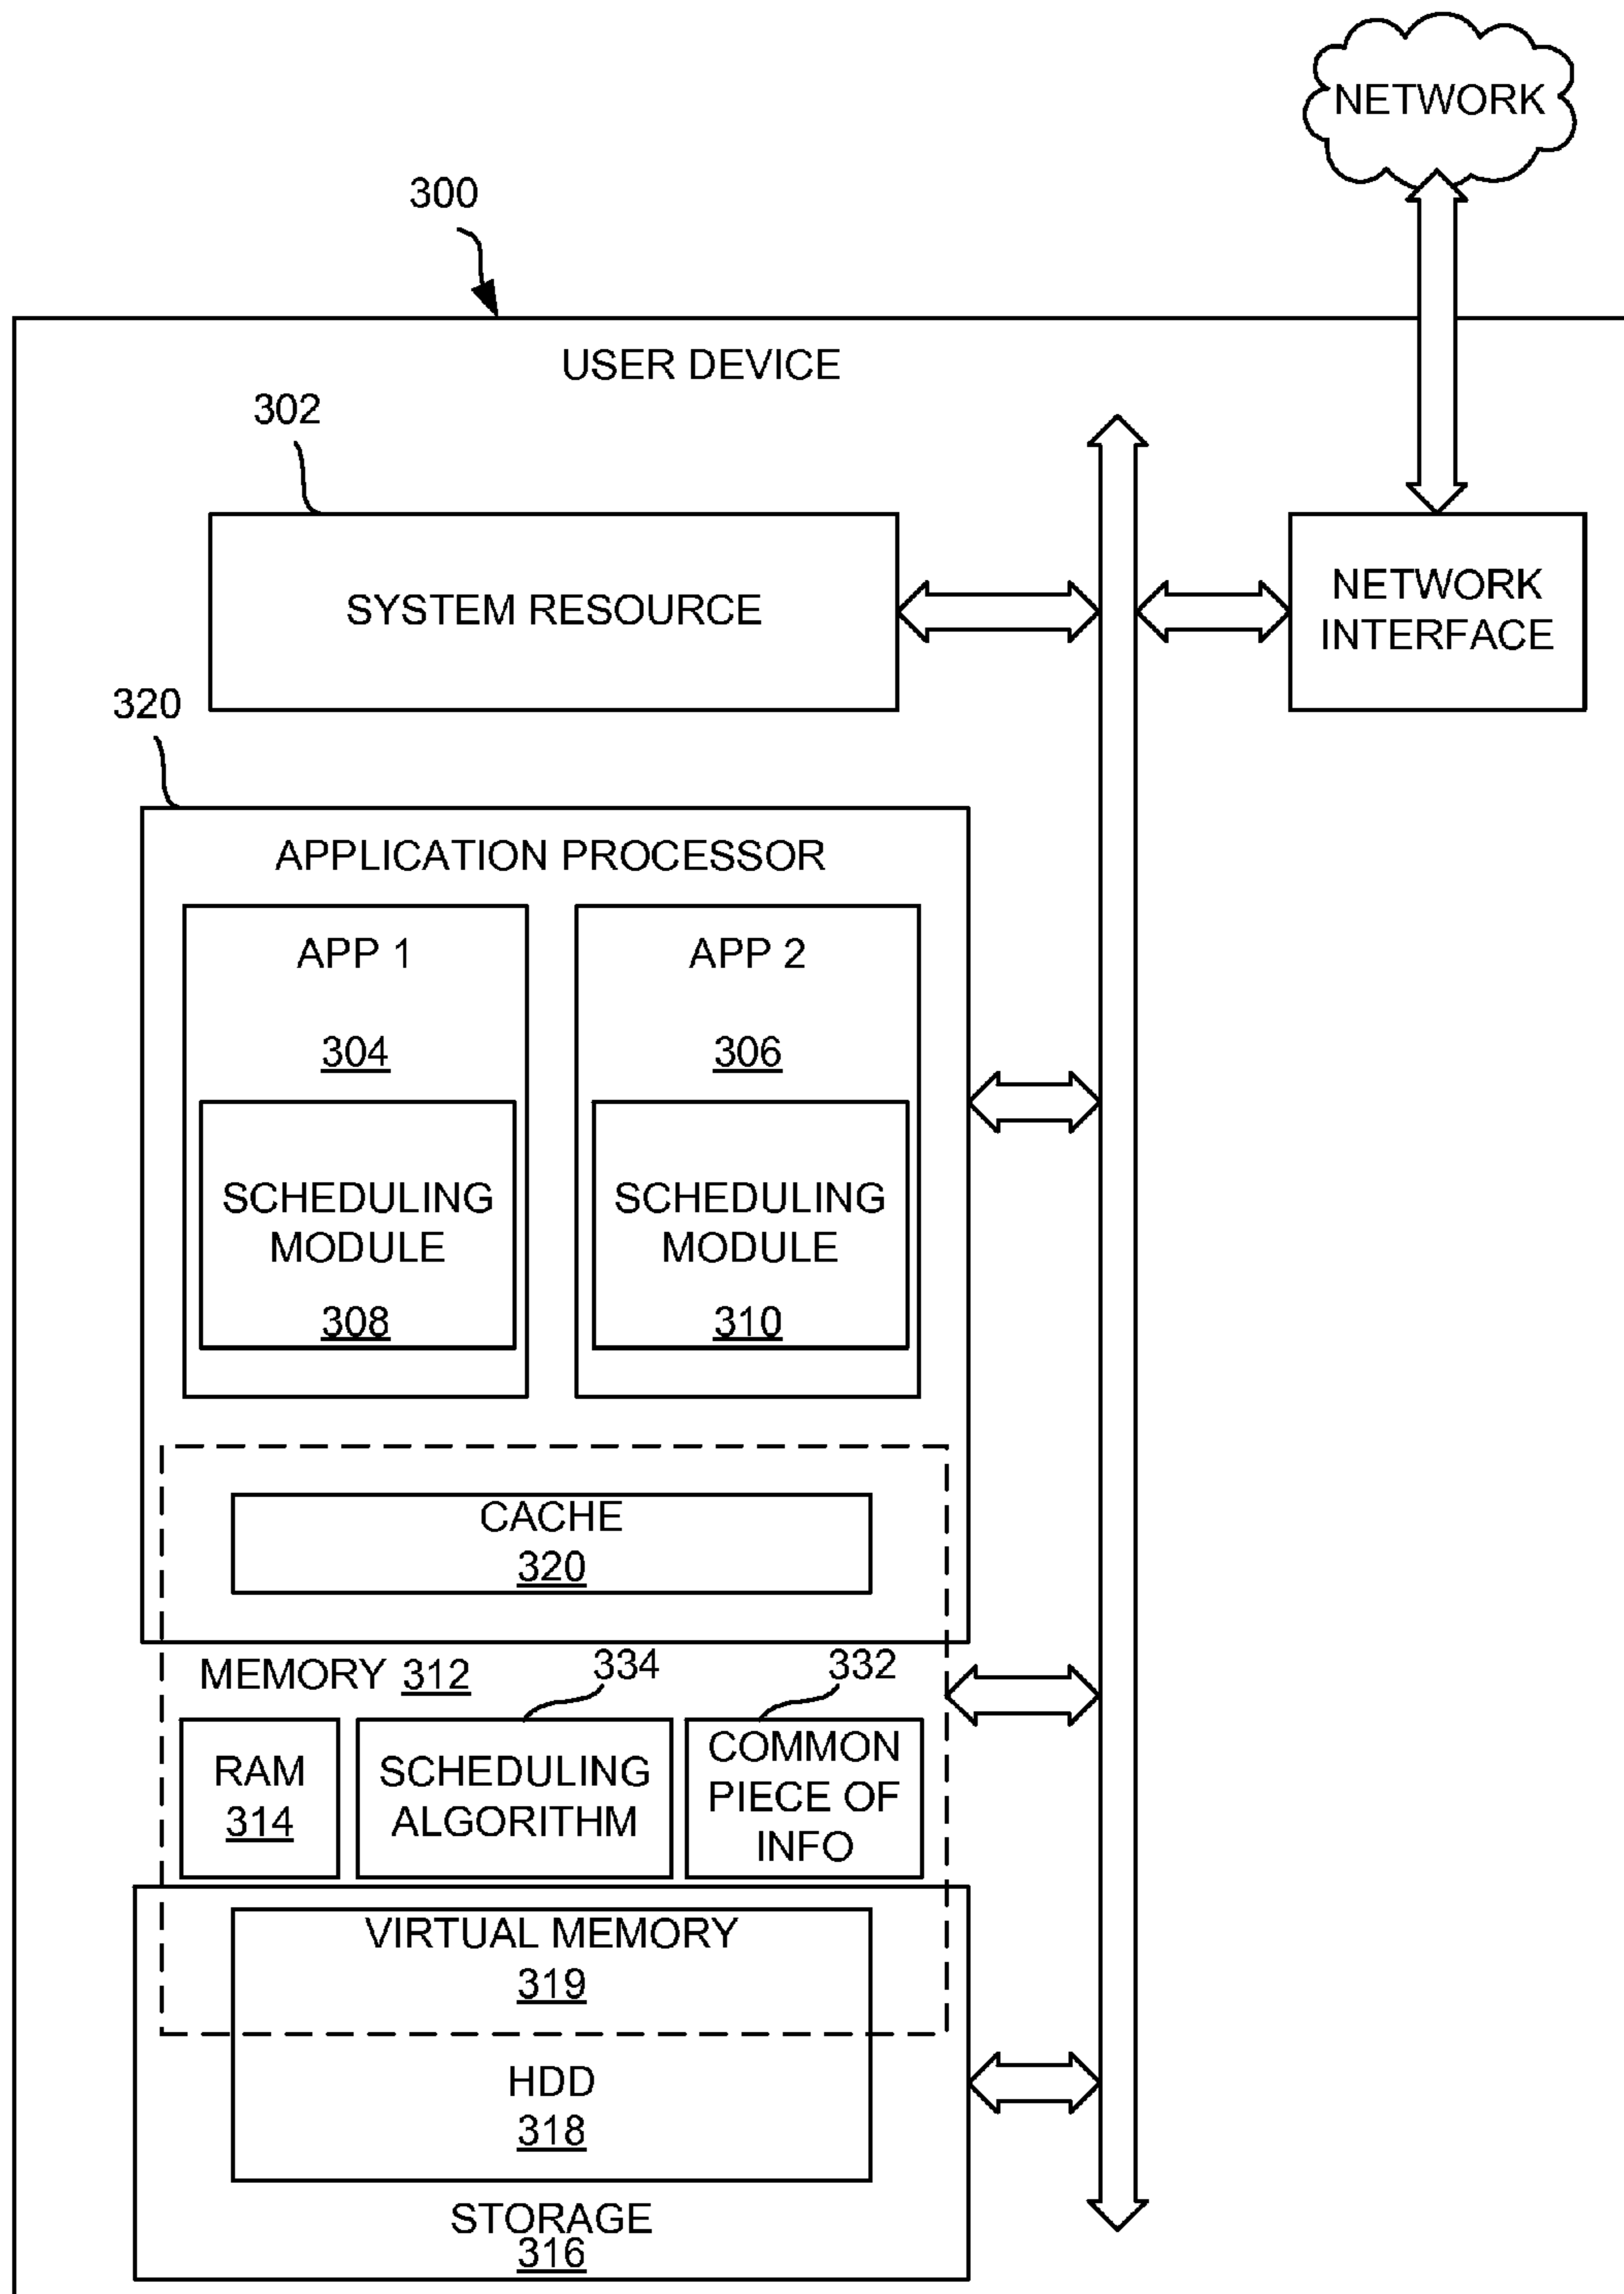 NETWORK
300
USER DEVICE
302
SYSTEM RESOURCE
NETWORK
INTERFACE
320
APPLICATION PROCESSOR
APP 1
304
SCHEDULING
MODULE
308
APP 2
306
SCHEDULING
MODULE
310
CACHE
320
MEMORY 312
334
332
RAM
314
SCHEDULING
ALGORITHM
COMMON
PIECE OF
INFO
VIRTUAL MEMORY
319
HDD
318
STORAGE
316